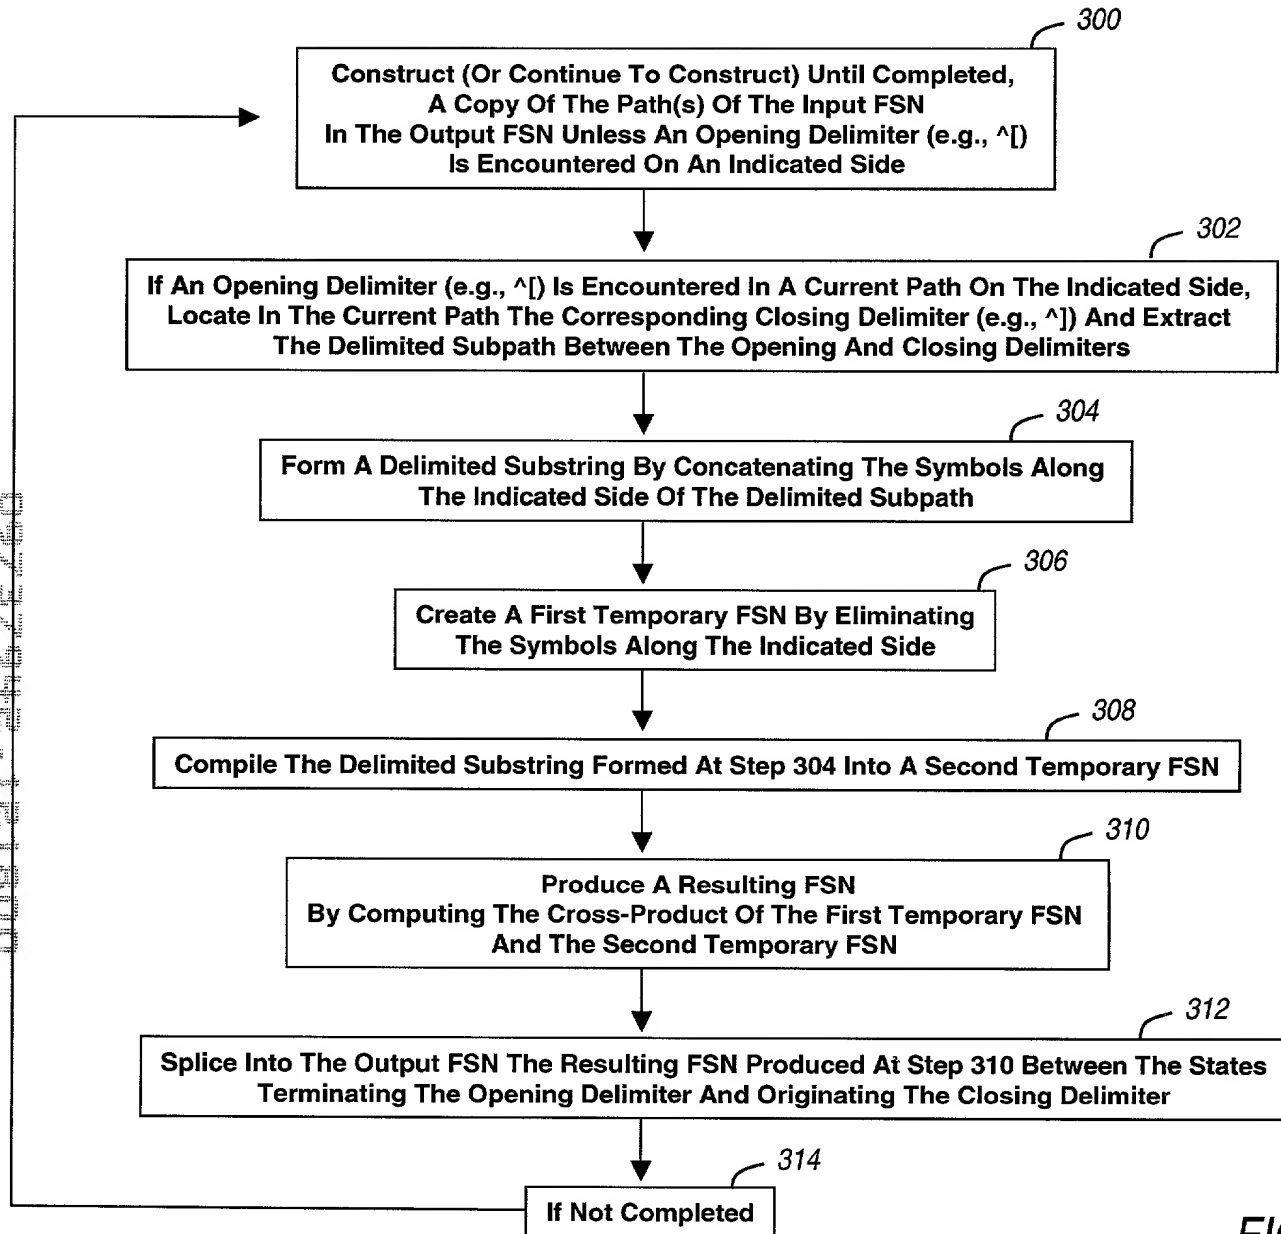 300
Construct (Or Continue To Construct) Until Completed,
A Copy Of The Path(s) Of The Input FSN
In The Output FSN Unless An Opening Delimiter (e.g., ^[)
Is Encountered On An Indicated Side
302
If An Opening Delimiter (e.g., ^[) Is Encountered In A Current Path On The Indicated Side,
Locate In The Current Path The Corresponding Closing Delimiter (e.g., ^]) And Extract
The Delimited Subpath Between The Opening And Closing Delimiters
304
Form A Delimited Substring By Concatenating The Symbols Along
The Indicated Side Of The Delimited Subpath
306
Create A First Temporary FSN By Eliminating
The Symbols Along The Indicated Side
308
Compile The Delimited Substring Formed At Step 304 Into A Second Temporary FSN
310
Produce A Resulting FSN
By Computing The Cross-Product Of The First Temporary FSN
And The Second Temporary FSN
312
Splice Into The Output FSN The Resulting FSN Produced At Step 310 Between The States
Terminating The Opening Delimiter And Originating The Closing Delimiter
314
If Not Completed